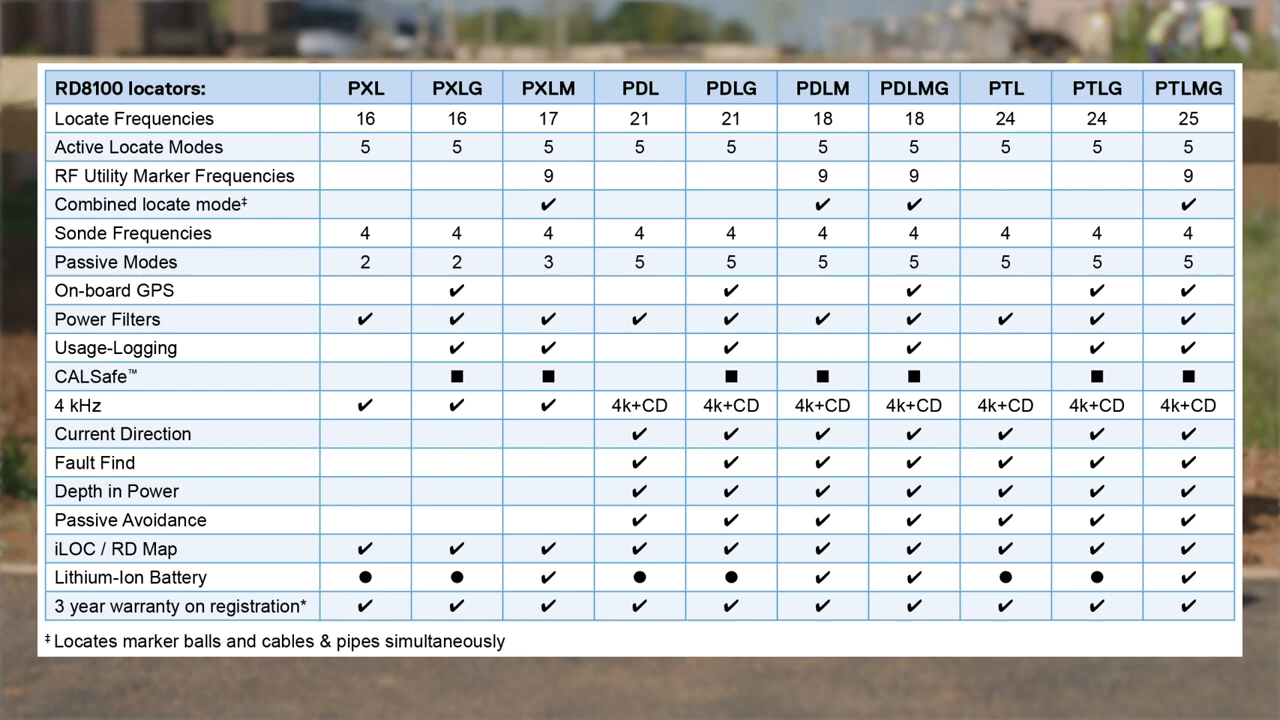 RD8100 locators: PXL PXLG PXLM PDL PDLG PDLM PDLMG PTL PTLG PTLMG
Locate Frequencies 16 16 17 21 21 18 18 24 24 25
Active Locate Modes 5 5 5 5 5 5 5 5 5 5
RF Utility Marker Frequencies 9 9 9 9
Combined locate mode‡ ✔ ✔ ✔ ✔
Sonde Frequencies 4 4 4 4 4 4 4 4 4 4
Passive Modes 2 2 3 5 5 5 5 5 5 5
On-board GPS ✔ ✔ ✔ ✔ ✔
Power Filters ✔ ✔ ✔ ✔ ✔ ✔ ✔ ✔ ✔ ✔
Usage-Logging ✔ ✔ ✔ ✔ ✔ ✔
CALSafe™ ■ ■ ■ ■ ■ ■ ■
4 kHz ✔ ✔ ✔ 4k+CD 4k+CD 4k+CD 4k+CD 4k+CD 4k+CD 4k+CD
Current Direction ✔ ✔ ✔ ✔ ✔ ✔ ✔
Fault Find ✔ ✔ ✔ ✔ ✔ ✔ ✔
Depth in Power ✔ ✔ ✔ ✔ ✔ ✔ ✔
Passive Avoidance ✔ ✔ ✔ ✔ ✔ ✔ ✔
iLOC / RD Map ✔ ✔ ✔ ✔ ✔ ✔ ✔ ✔ ✔ ✔
Lithium-Ion Battery ● ● ✔ ● ● ✔ ✔ ● ● ✔
3 year warranty on registration* ✔ ✔ ✔ ✔ ✔ ✔ ✔ ✔ ✔ ✔
‡ Locates marker balls and cables & pipes simultaneously